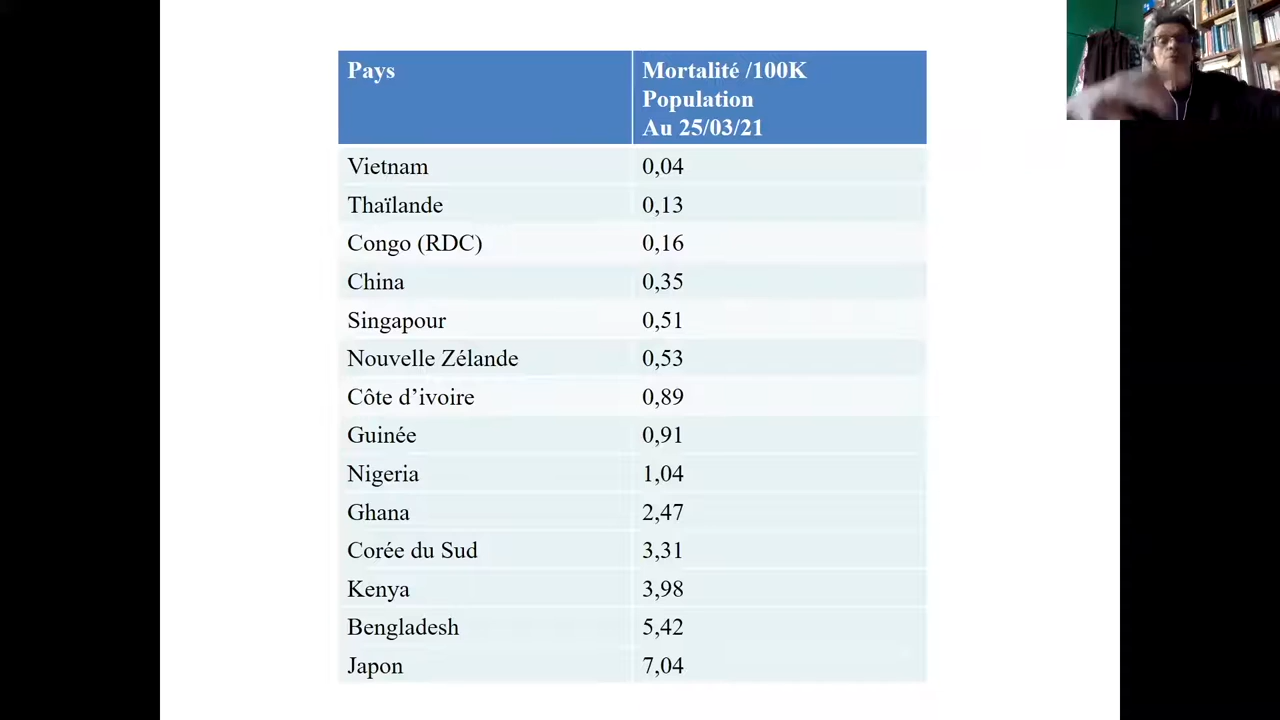 Pays
Mortalité /100K
Population
Au 25/03/21
Vietnam 0,04
Thaïlande 0,13
Congo (RDC) 0,16
China 0,35
Singapour 0,51
Nouvelle Zélande 0,53
Côte d’ivoire 0,89
Guinée 0,91
Nigeria 1,04
Ghana 2,47
Corée du Sud 3,31
Kenya 3,98
Bengladesh 5,42
Japon 7,04